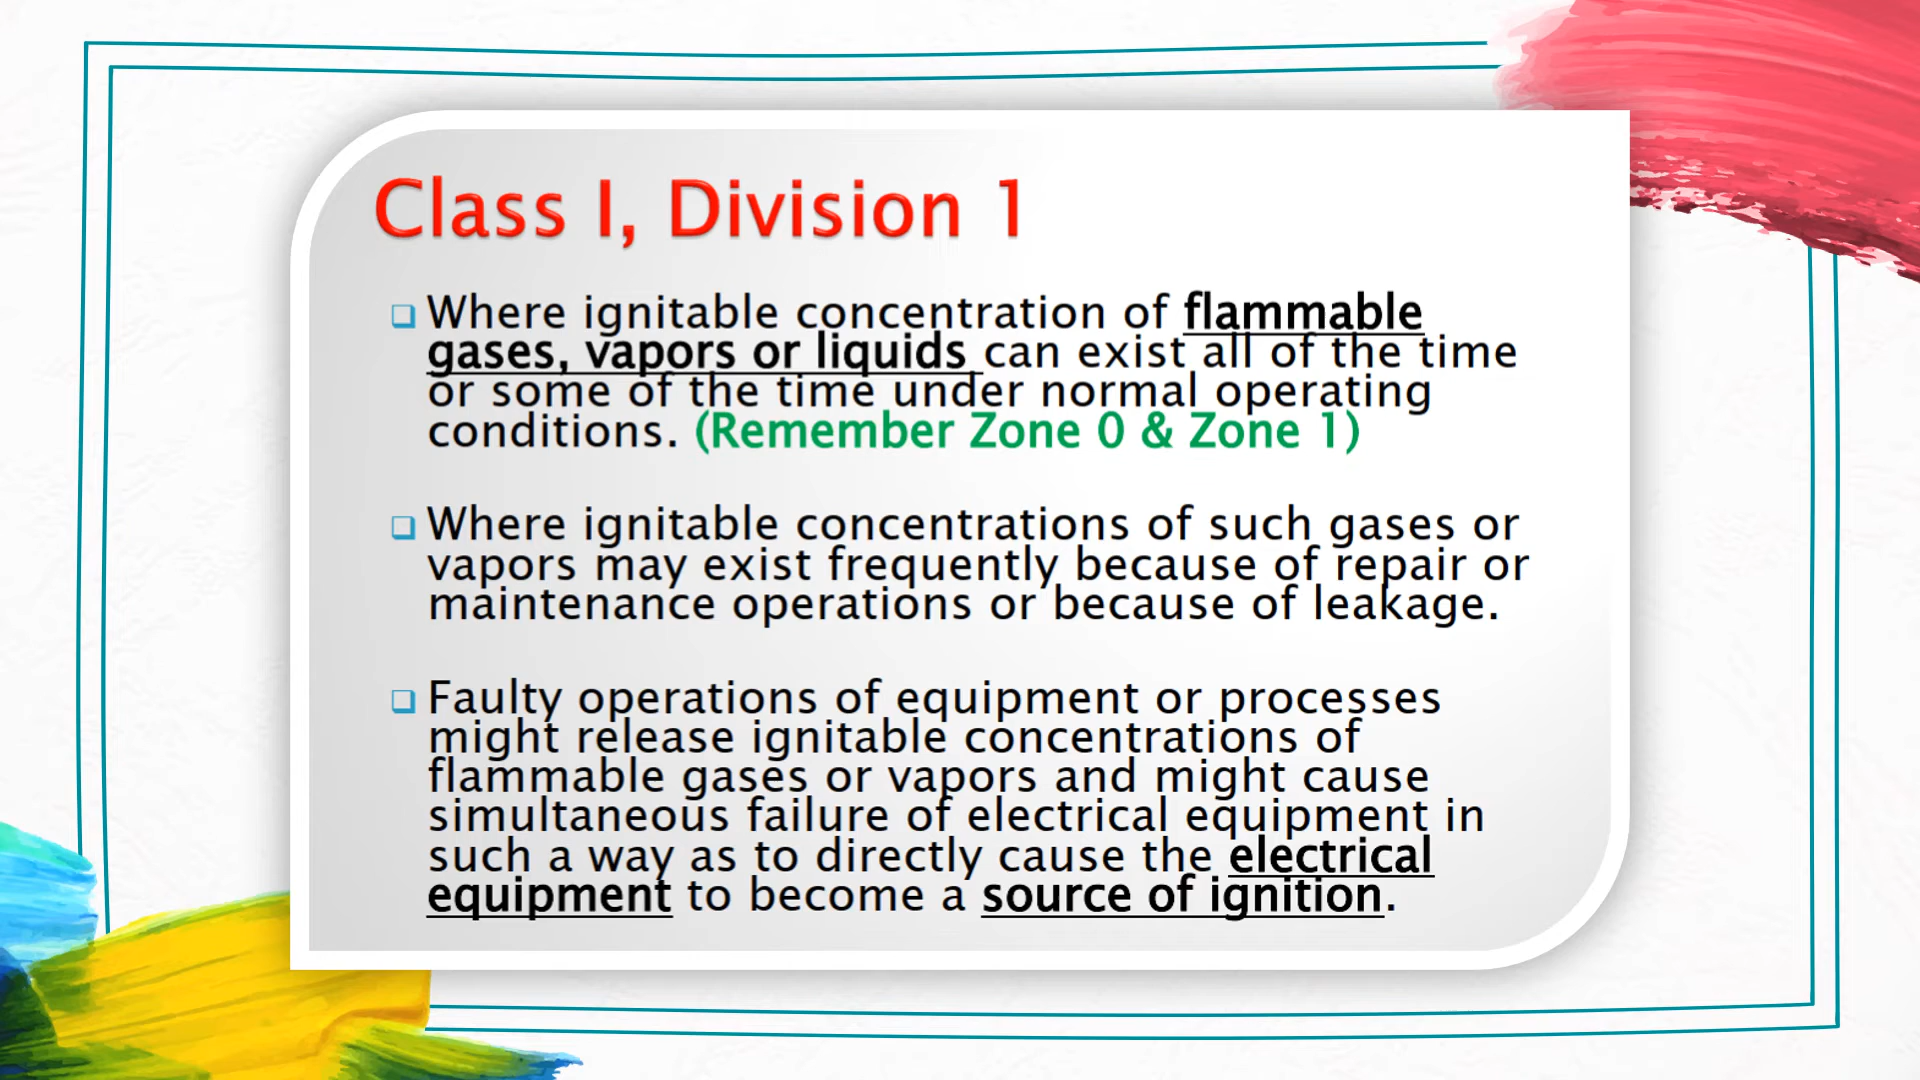 Class I, Division 1
Where ignitable concentration of flammable
gases, vapors or liquids can exist all of the time
or some of the time under normal operating
conditions. (Remember Zone 0 & Zone 1)
Where ignitable concentrations of such gases or
vapors may exist frequently because of repair or
maintenance operations or because of leakage.
Faulty operations of equipment or processes
might release ignitable concentrations of
flammable gases or vapors and might cause
simultaneous failure of electrical equipment in
such a way as to directly cause the electrical
equipment to become a source of ignition.